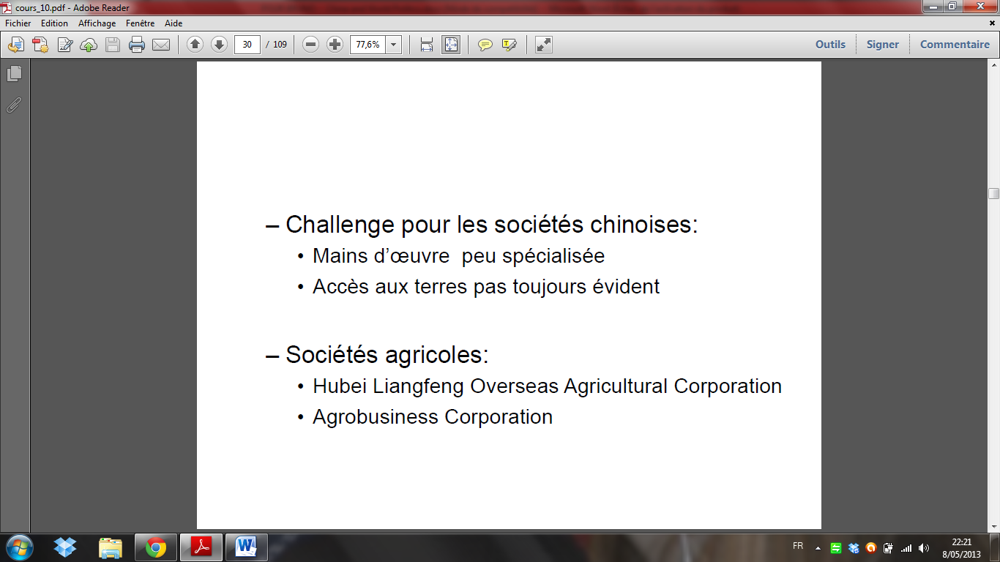 cours_10.pdf - Adobe Reader
Fichier Edition Affichage Fenêtre Aide
30 / 109 77,6% Outils Signer Commentaire
– Challenge pour les sociétés chinoises:
• Mains d’œuvre  peu spécialisée
• Accès aux terres pas toujours évident
– Sociétés agricoles:
• Hubei Liangfeng Overseas Agricultural Corporation
• Agrobusiness Corporation
FR 22:21
8/05/2013